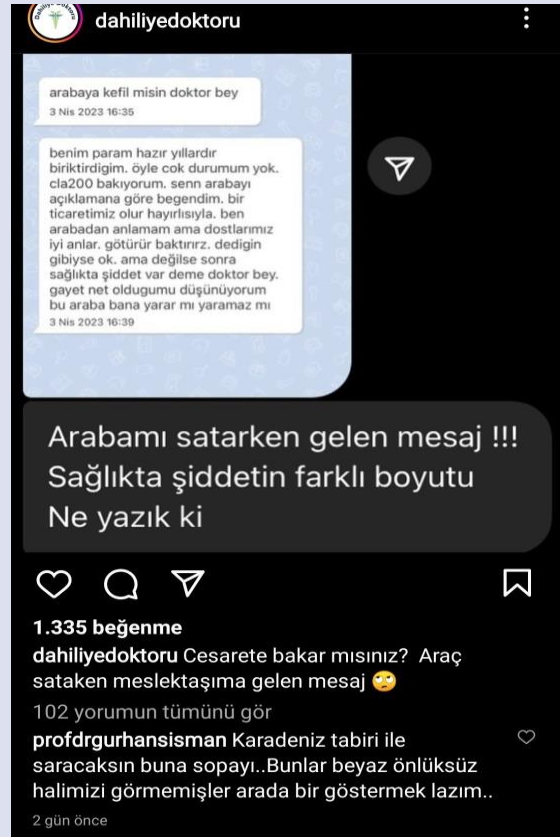 dahiliyedoktoru
arabaya kefil misin doktor bey
3 Nis 2023 16:35
benim param hazır yıllardır
biriktirdigim. öyle cok durumum yok.
cla200 bakıyorum. senn arabayı
açıklamana göre begendim. bir
ticaretimiz olur hayırlısıyla. ben
arabadan anlamam ama dostlarımız
iyi anlar. götürür baktırırz. dedigin
gibiyse ok. ama değilse sonra
sağlıkta şiddet var deme doktor bey.
gayet net oldugumu düşünüyorum
bu araba bana yarar mı yaramaz mı
3 Nis 2023 16:39
Arabamı satarken gelen mesaj !!!
Sağlıkta şiddetin farklı boyutu
Ne yazık ki
1.335 beğenme
dahiliyedoktoru Cesarete bakar mısınız? Araç
sataken meslektaşıma gelen mesaj 🙄
102 yorumun tümünü gör
profdrgurhansisman Karadeniz tabiri ile
saracaksın buna sopayı..Bunlar beyaz önlüksüz
halimizi görmemişler arada bir göstermek lazım..
2 gün önce